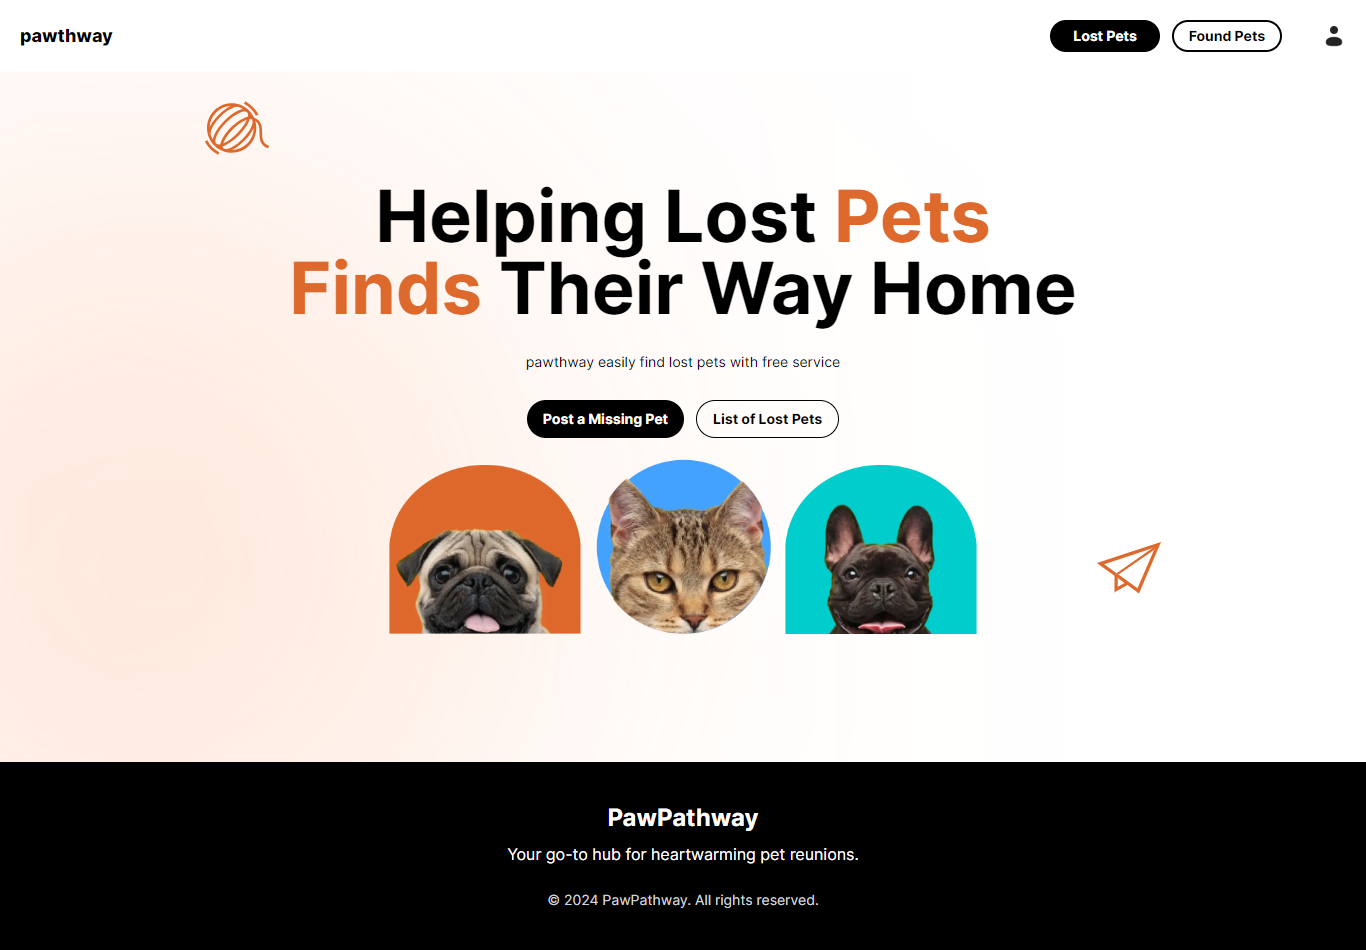 pawthway
Lost Pets
Found Pets
Helping Lost Pets
Finds Their Way Home
pawthway easily find lost pets with free service
Post a Missing Pet
List of Lost Pets
PawPathway
Your go-to hub for heartwarming pet reunions.
© 2024 PawPathway. All rights reserved.